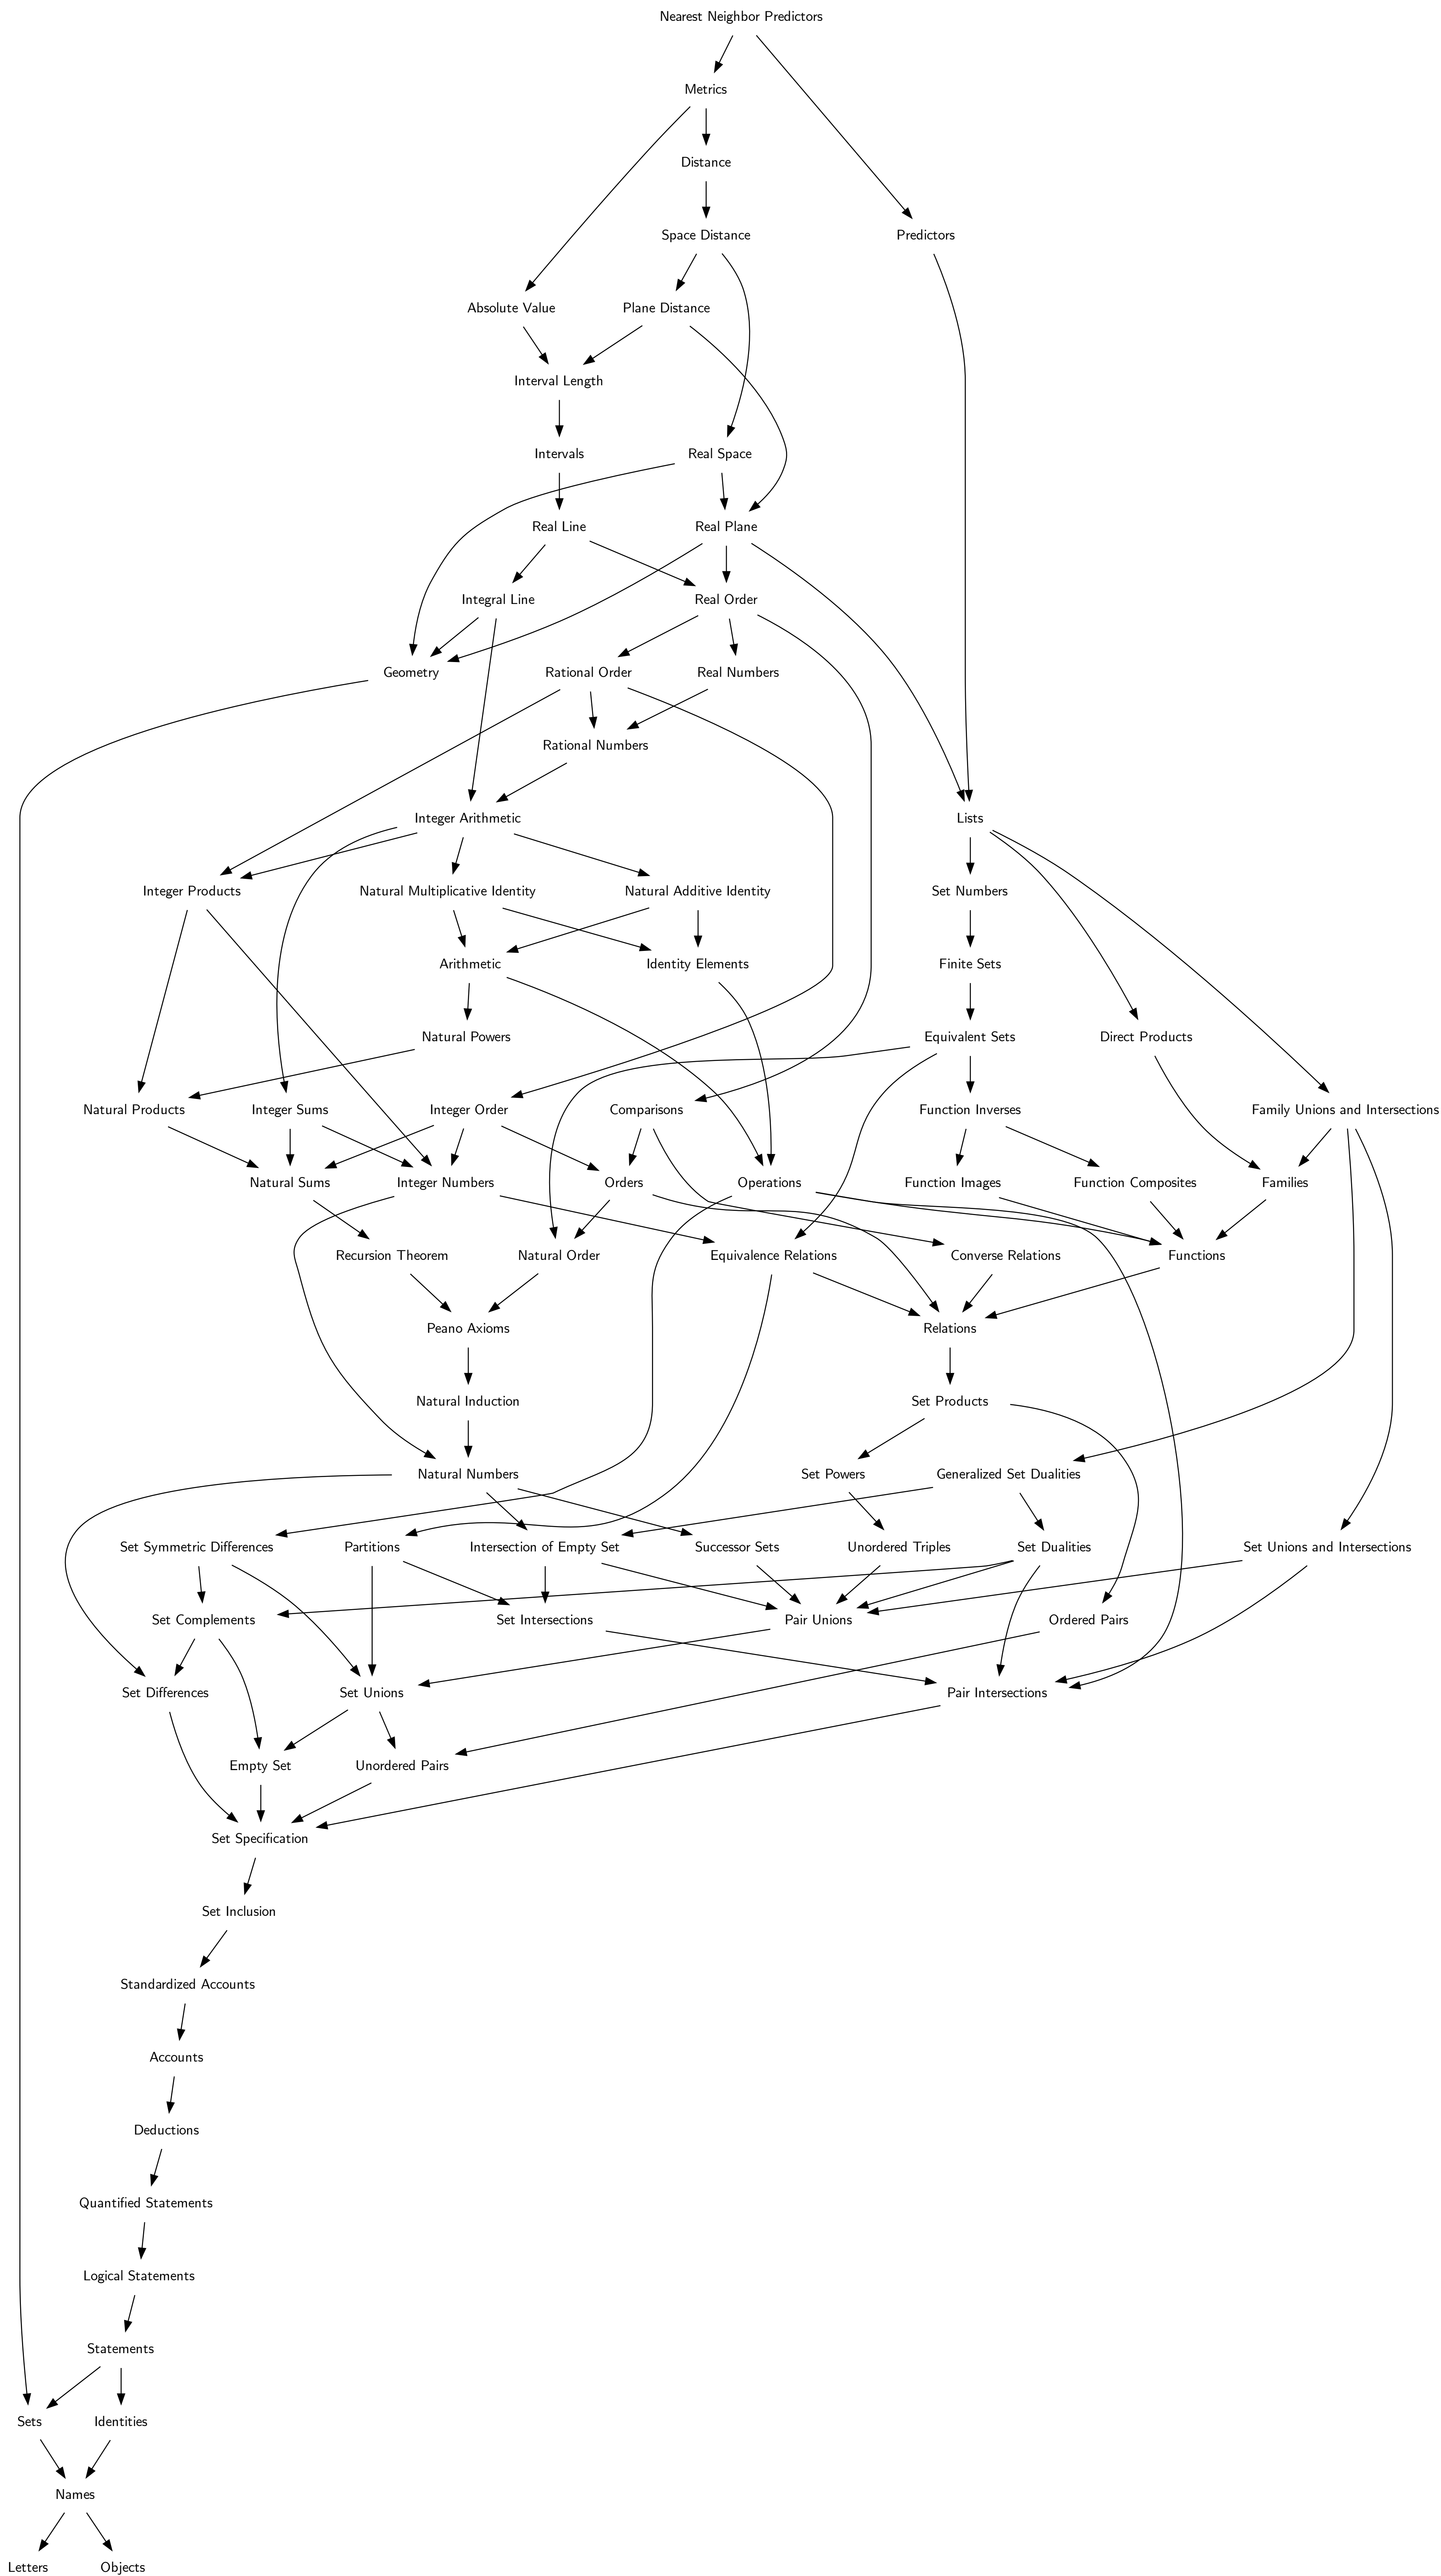 Nearest Neighbor Predictors
Metrics
Distance
Space Distance
Predictors
Absolute Value
Plane Distance
Interval Length
Intervals
Real Space
Real Line
Real Plane
Integral Line
Real Order
Geometry
Rational Order
Real Numbers
Rational Numbers
Integer Arithmetic
Lists
Integer Products
Natural Multiplicative Identity
Natural Additive Identity
Set Numbers
Arithmetic
Identity Elements
Finite Sets
Natural Powers
Equivalent Sets
Direct Products
Natural Products
Integer Sums
Integer Order
Comparisons
Function Inverses
Family Unions and Intersections
Natural Sums
Integer Numbers
Orders
Operations
Function Images
Function Composites
Families
Recursion Theorem
Natural Order
Equivalence Relations
Converse Relations
Functions
Peano Axioms
Relations
Natural Induction
Set Products
Natural Numbers
Set Powers
Generalized Set Dualities
Set Symmetric Differences
Partitions
Intersection of Empty Set
Successor Sets
Unordered Triples
Set Dualities
Set Unions and Intersections
Set Complements
Set Intersections
Pair Unions
Ordered Pairs
Set Differences
Set Unions
Pair Intersections
Empty Set
Unordered Pairs
Set Specification
Set Inclusion
Standardized Accounts
Accounts
Deductions
Quantified Statements
Logical Statements
Statements
Sets
Identities
Names
Letters
Objects